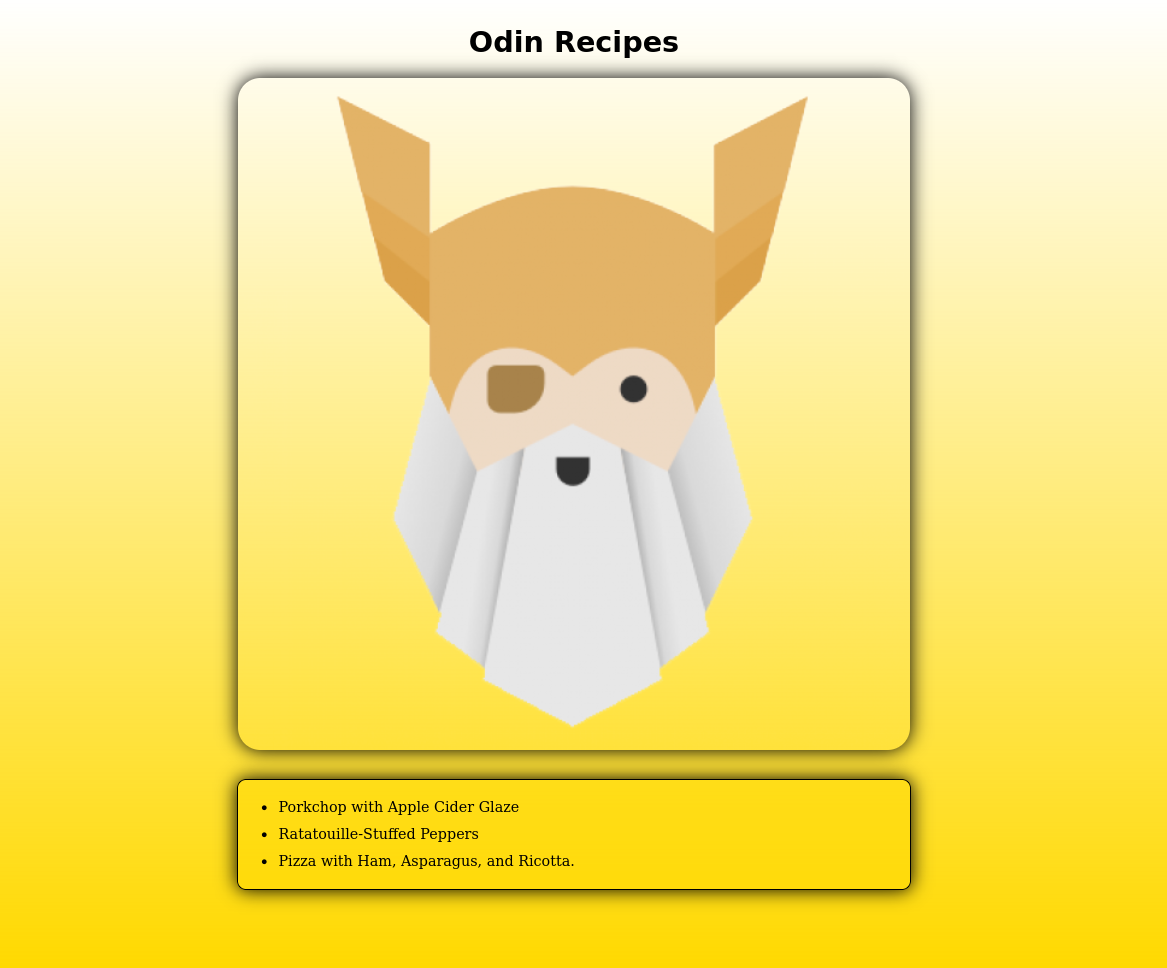 Odin Recipes
Porkchop with Apple Cider Glaze
Ratatouille-Stuffed Peppers
Pizza with Ham, Asparagus, and Ricotta.